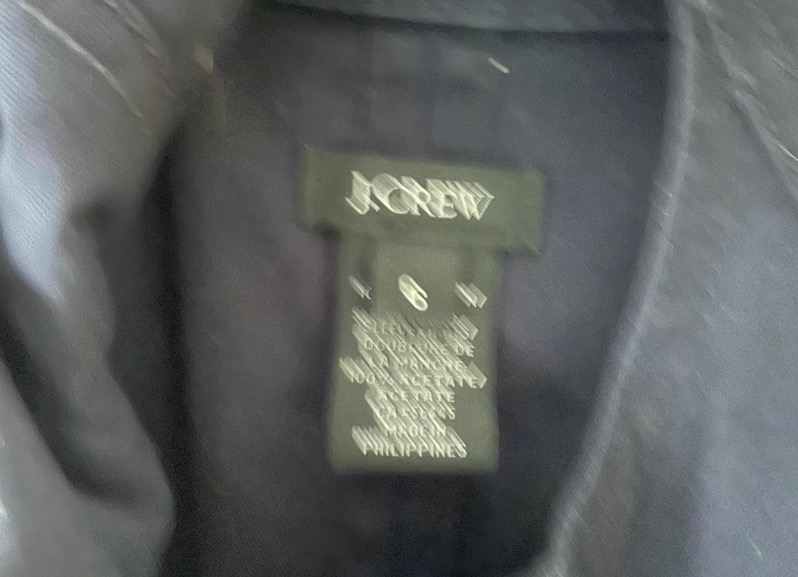 J.CREW
6
DOUBLURE DE
LA MANCHE
100% ACETATE
ACETATE
MADE IN
PHILIPPINES